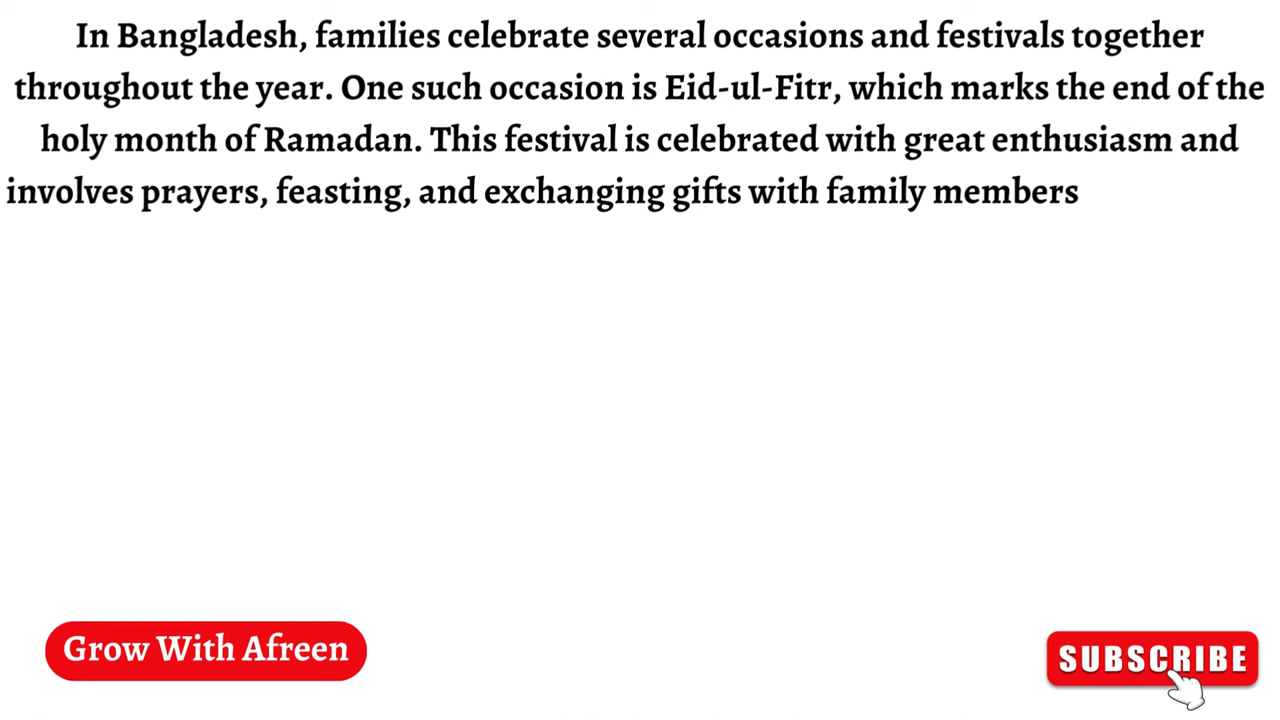 In Bangladesh, families celebrate several occasions and festivals together
throughout the year. One such occasion is Eid-ul-Fitr, which marks the end of the
holy month of Ramadan. This festival is celebrated with great enthusiasm and
involves prayers, feasting, and exchanging gifts with family members
Grow With Afreen
SUBSCRIBE